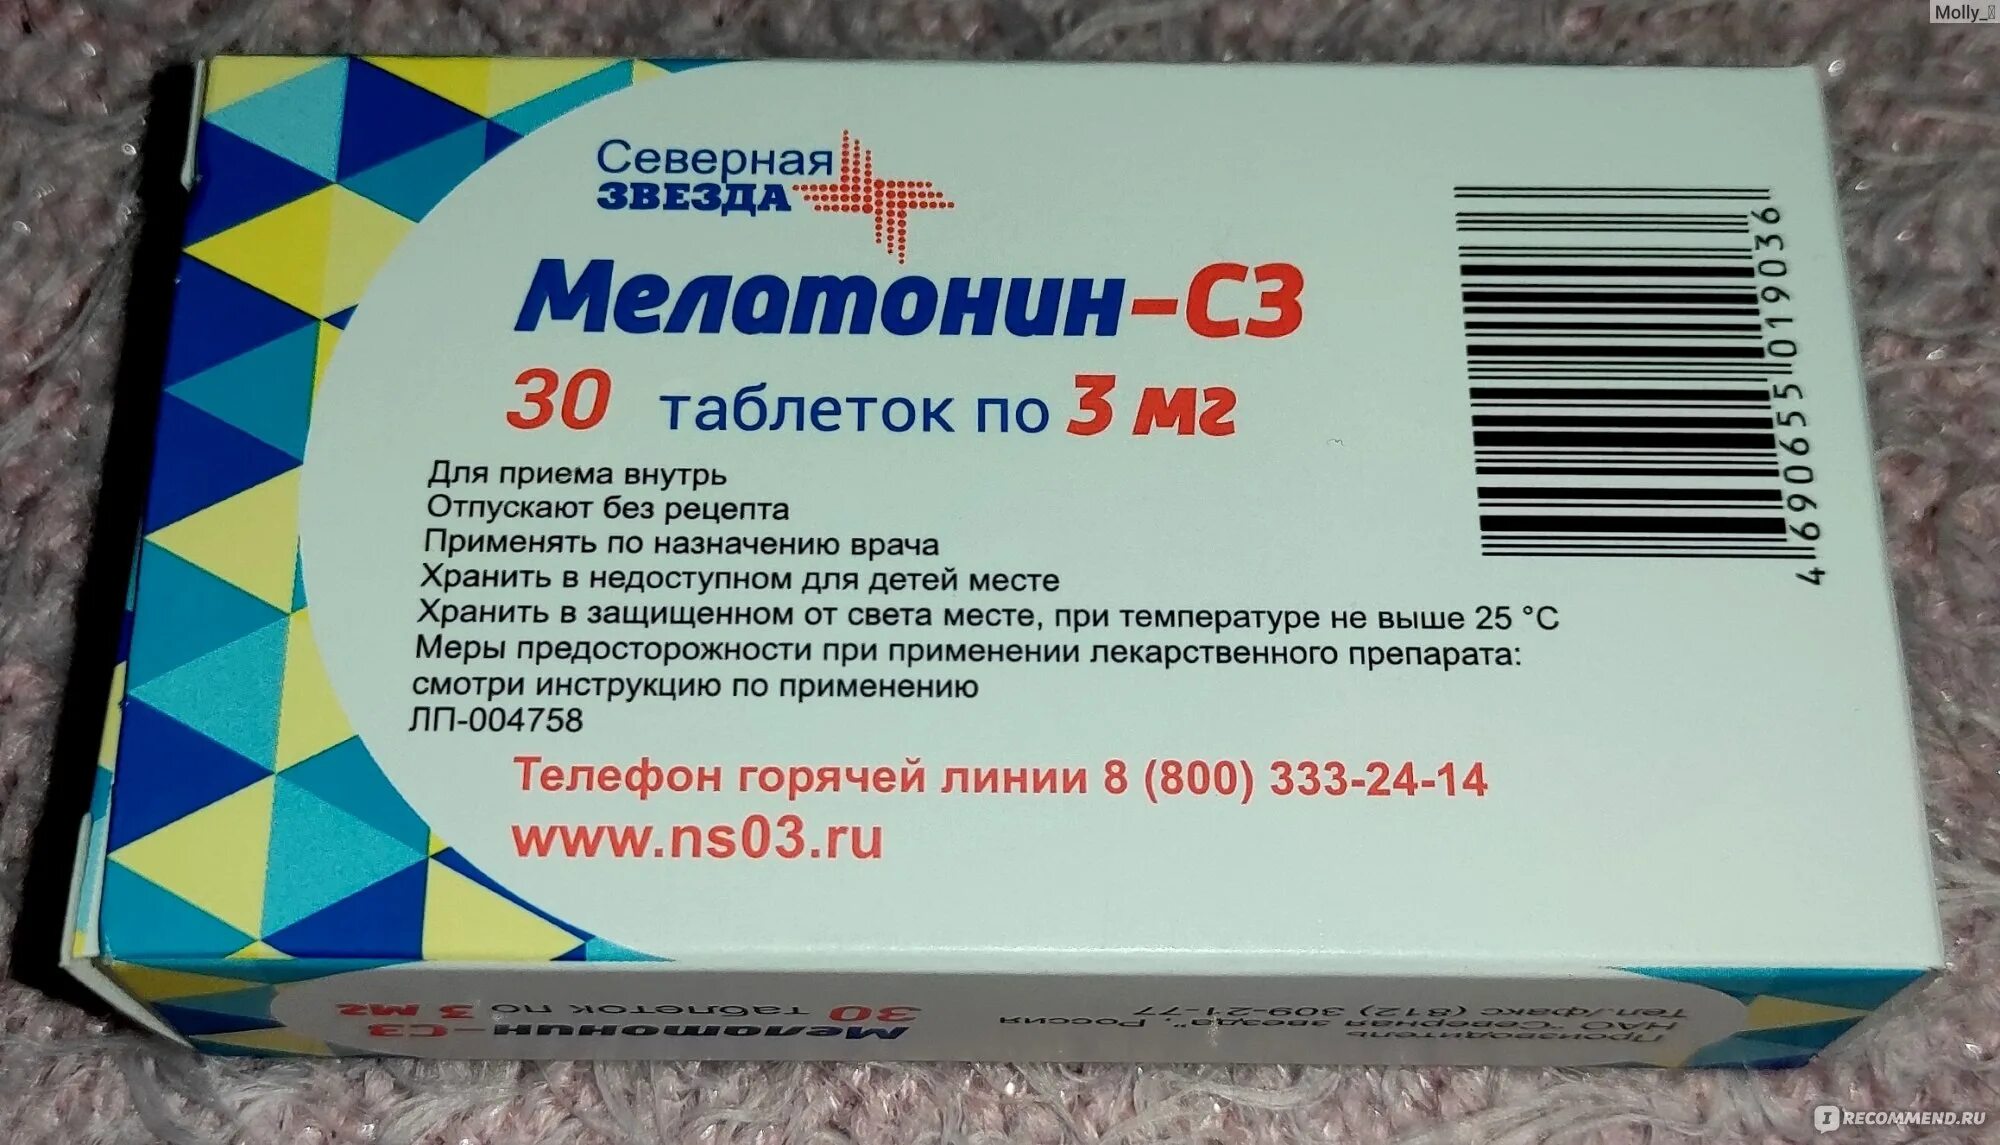 Molly_
Северная
ЗВЕЗДА
Мелатонин-СЗ
30 таблеток по 3 мг
Для приема внутрь
Отпускают без рецепта
Применять по назначению врача
Хранить в недоступном для детей месте
Хранить в защищенном от света месте, при температуре не выше 25 °C
Меры предосторожности при применении лекарственного препарата:
смотри инструкцию по применению
ЛП-004758
Телефон горячей линии 8 (800) 333-24-14
www.ns03.ru
4 690655 019036
Мелатонин-СЗ
30 таблеток по 3 мг
Производитель
НАО "Северная звезда", Россия
Тел./факс (812) 309-21-77
I RECOMMEND.RU